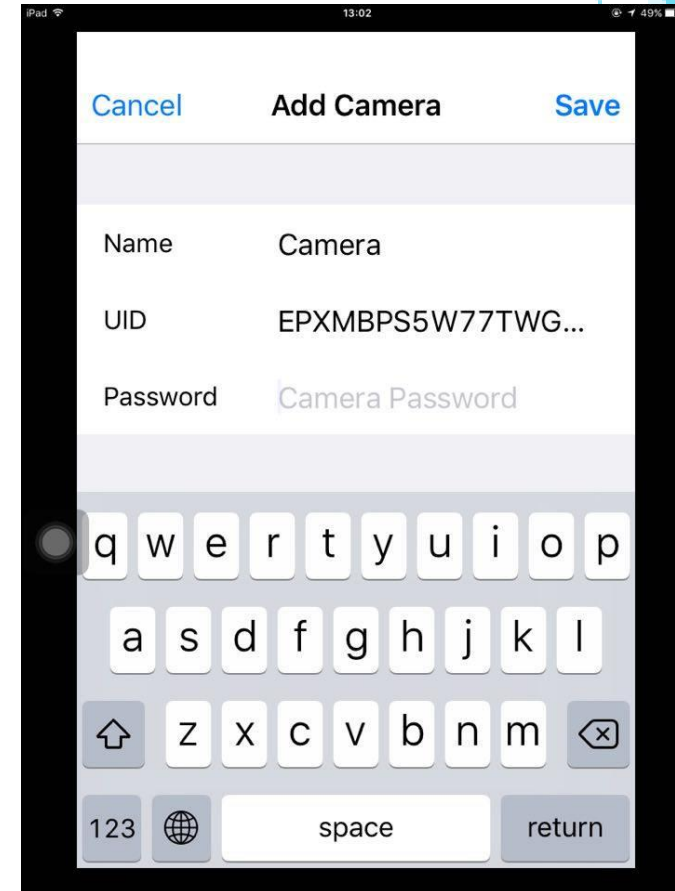 iPad 13:02 49%
Cancel Add Camera Save
Name Camera
UID EPXMBPS5W77TWG...
Password Camera Password
q w e r t y u i o p
a s d f g h j k l
z x c v b n m
123 space return